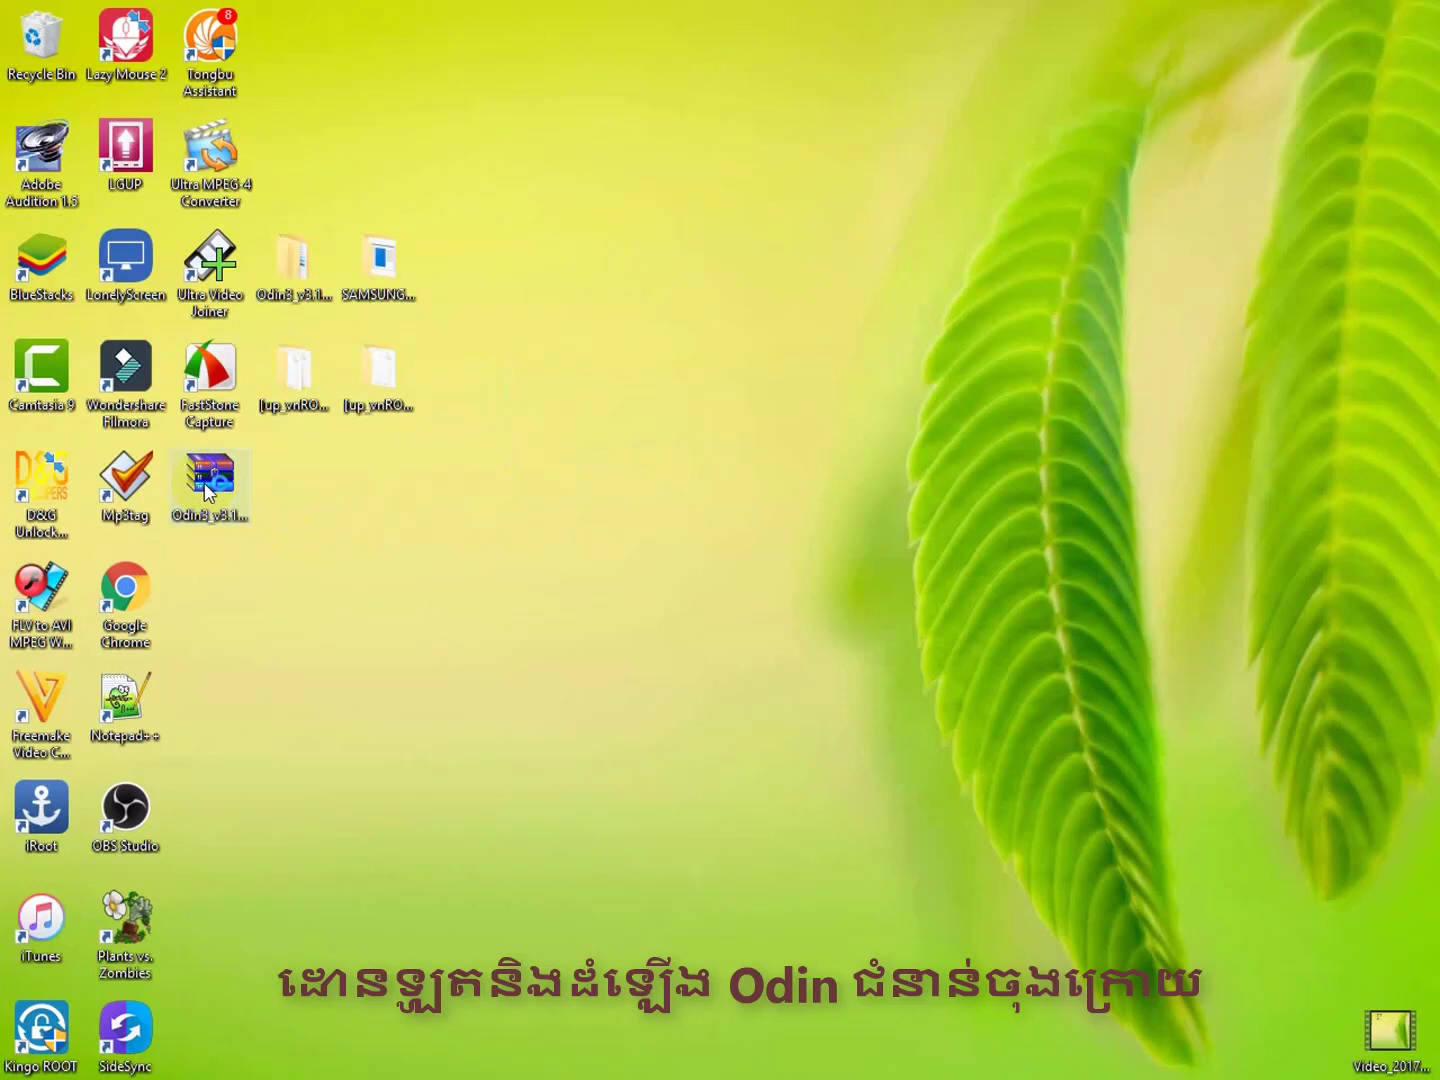 Recycle Bin
Lazy Mouse 2
Tongbu
Assistant
8
Adobe
Audition 1.5
LGUP
Ultra MPEG-4
Converter
BlueStacks
LonelyScreen
Ultra Video
Joiner
Odin3_v3.1...
SAMSUNG...
Camtasia 9
Wondershare
Filmora
FastStone
Capture
[up_vnRO...
[up_vnRO...
D&G
Unlock...
Mp3tag
Odin3_v3.1...
FLV to AVI
MPEG W...
Google
Chrome
Freemake
Video C...
Notepad++
iRoot
OBS Studio
iTunes
Plants vs.
Zombies
ដោនឡូតនិងដំឡើង Odin ជំនាន់ចុងក្រោយ
Kingo ROOT
SideSync
Video_2017...